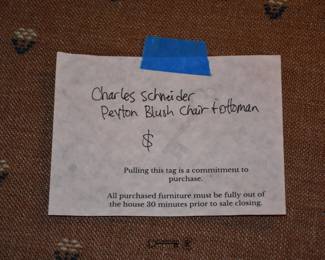 Charles Schneider
Peyton Blush Chair + ottoman
$
Pulling this tag is a commitment to
purchase.
All purchased furniture must be fully out of
the house 30 minutes prior to sale closing.